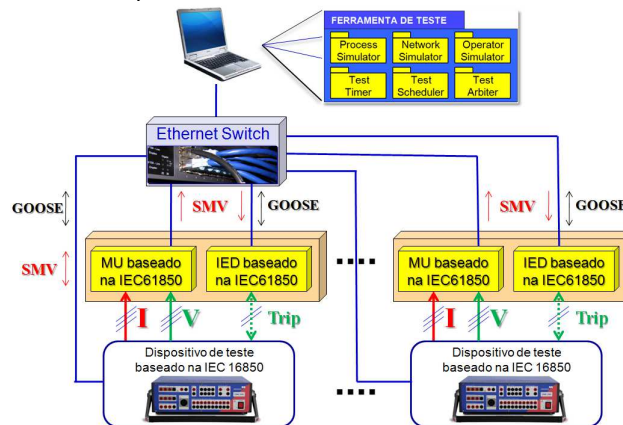 FERRAMENTA DE TESTE
Process
Simulator
Network
Simulator
Operator
Simulator
Test
Timer
Test
Scheduler
Test
Arbiter
Ethernet Switch
GOOSE
SMV
GOOSE
SMV
GOOSE
SMV
MU baseado
na IEC61850
IED baseado
na IEC61850
MU baseado
na IEC61850
IED baseado
na IEC61850
I
V
Trip
I
V
Trip
Dispositivo de teste
baseado na IEC 16850
Dispositivo de teste
baseado na IEC 16850